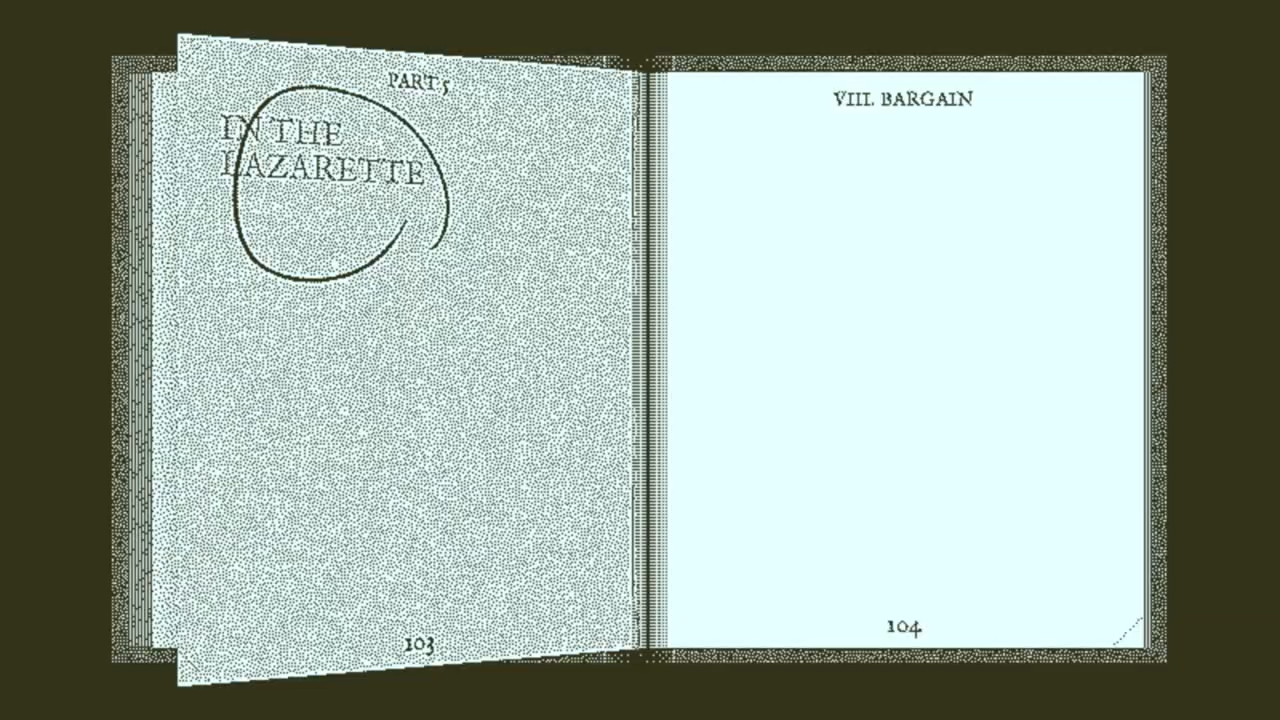 PART 5
IN THE
LAZARETTE
103
VIII. BARGAIN
104